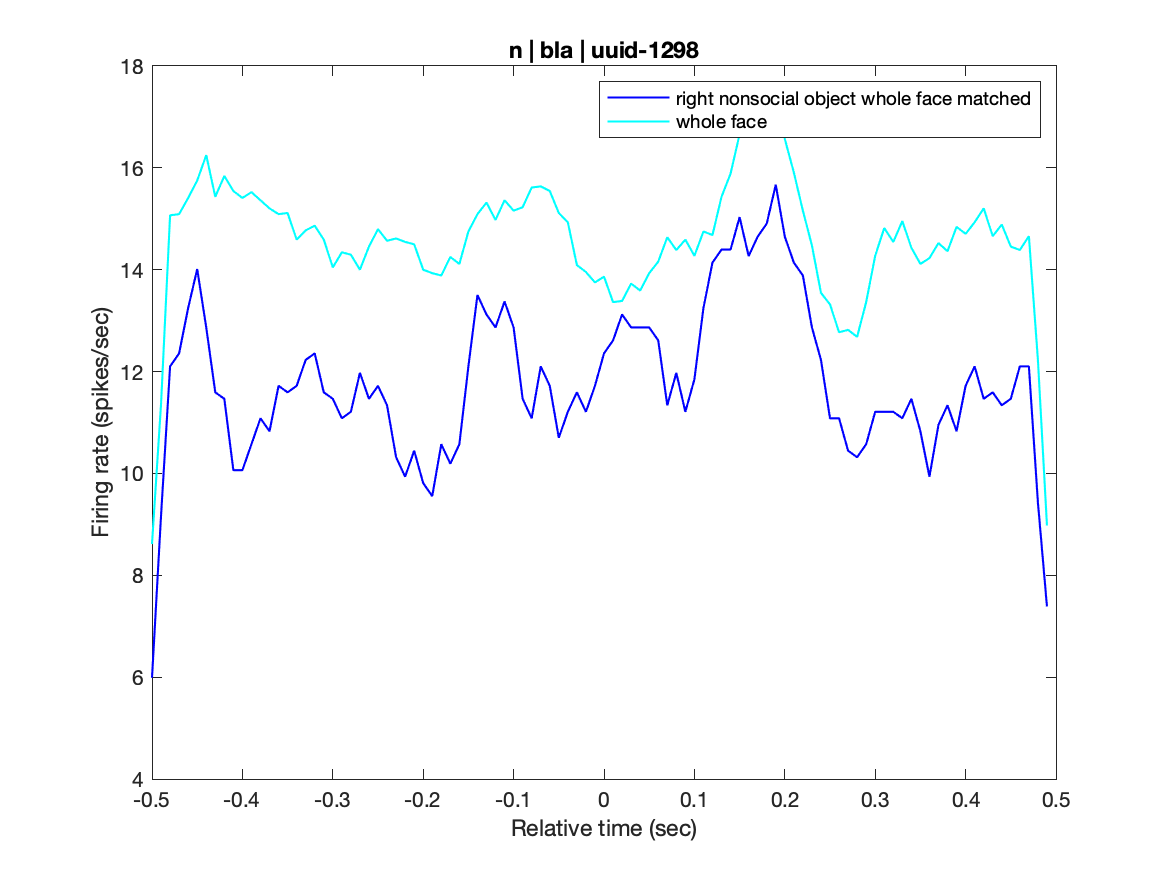 n | bla | uuid-1298
right nonsocial object whole face matched
whole face
18
16
14
12
10
8
6
4
Firing rate (spikes/sec)
-0.5 -0.4 -0.3 -0.2 -0.1 0 0.1 0.2 0.3 0.4 0.5
Relative time (sec)